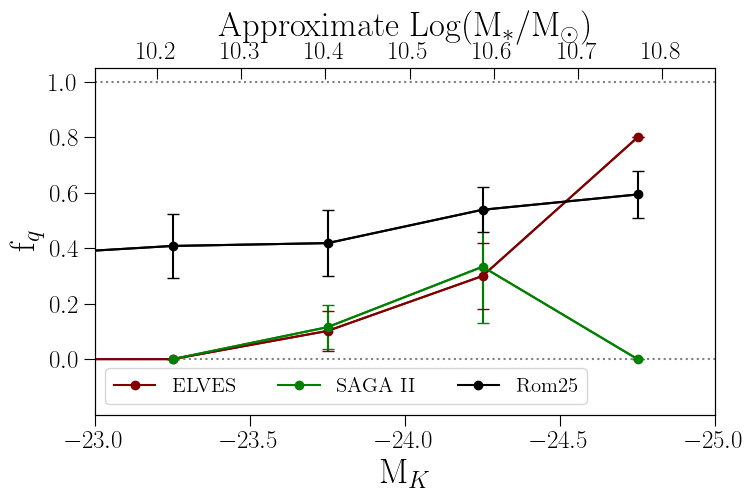 Approximate Log(M*/M⊙)
10.2 10.3 10.4 10.5 10.6 10.7 10.8
1.0
0.8
0.6
0.4
0.2
0.0
f_q
ELVES SAGA II Rom25
−23.0 −23.5 −24.0 −24.5 −25.0
M_K